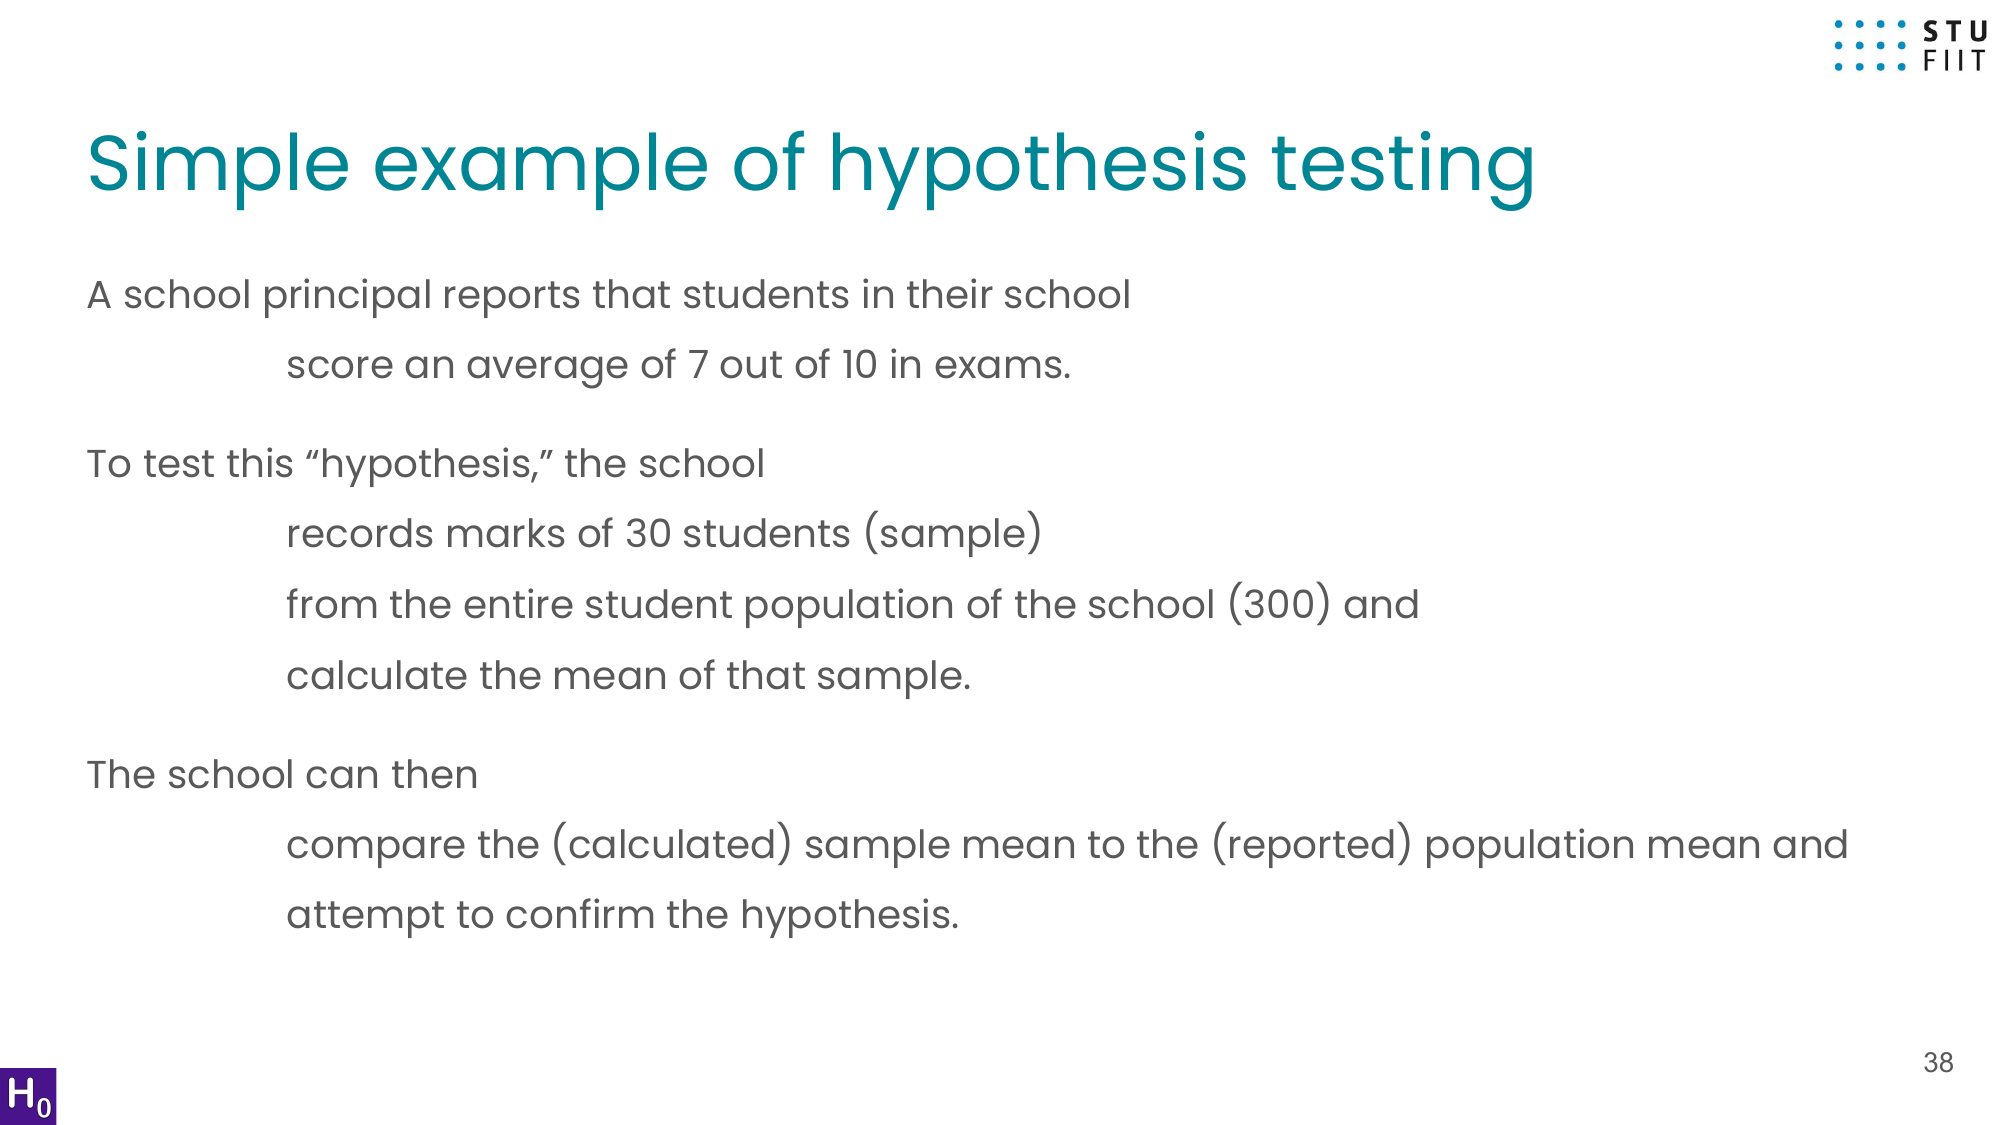 STU
FIIT
Simple example of hypothesis testing
A school principal reports that students in their school
score an average of 7 out of 10 in exams.
To test this “hypothesis,” the school
records marks of 30 students (sample)
from the entire student population of the school (300) and
calculate the mean of that sample.
The school can then
compare the (calculated) sample mean to the (reported) population mean and
attempt to confirm the hypothesis.
38
H0